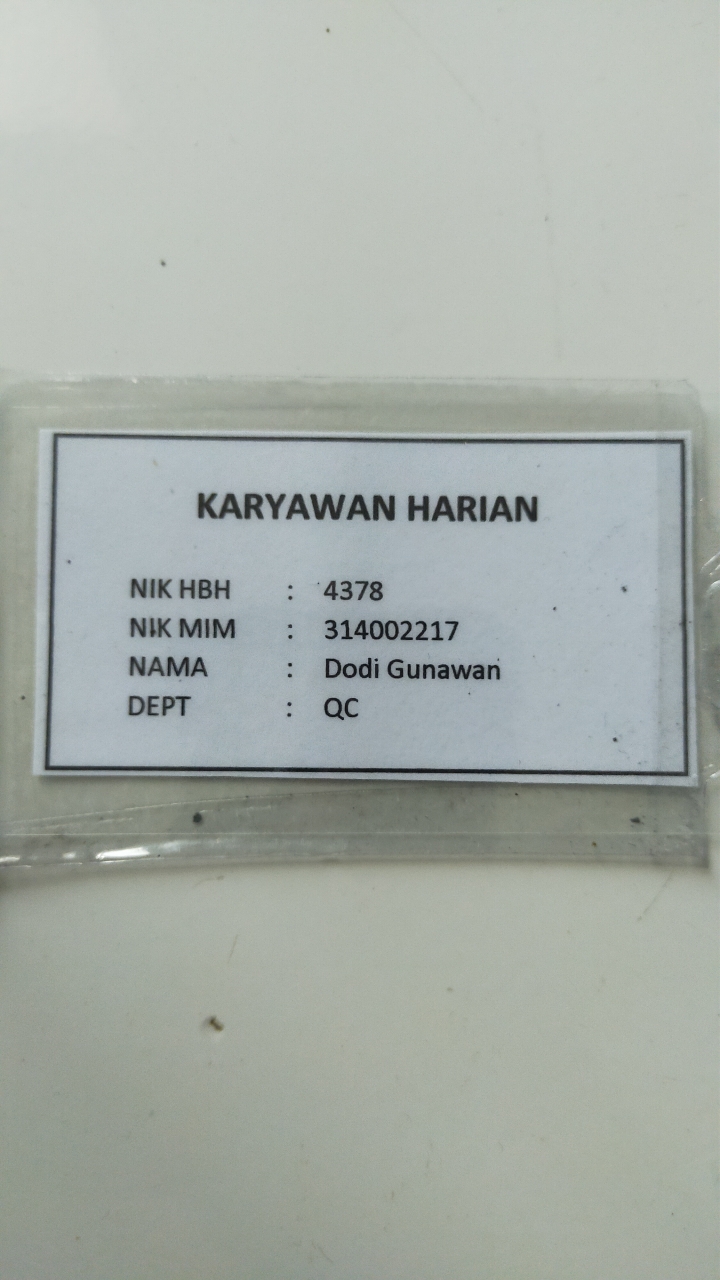 KARYAWAN HARIAN
NIK HBH : 4378
NIK MIM : 314002217
NAMA : Dodi Gunawan
DEPT : QC